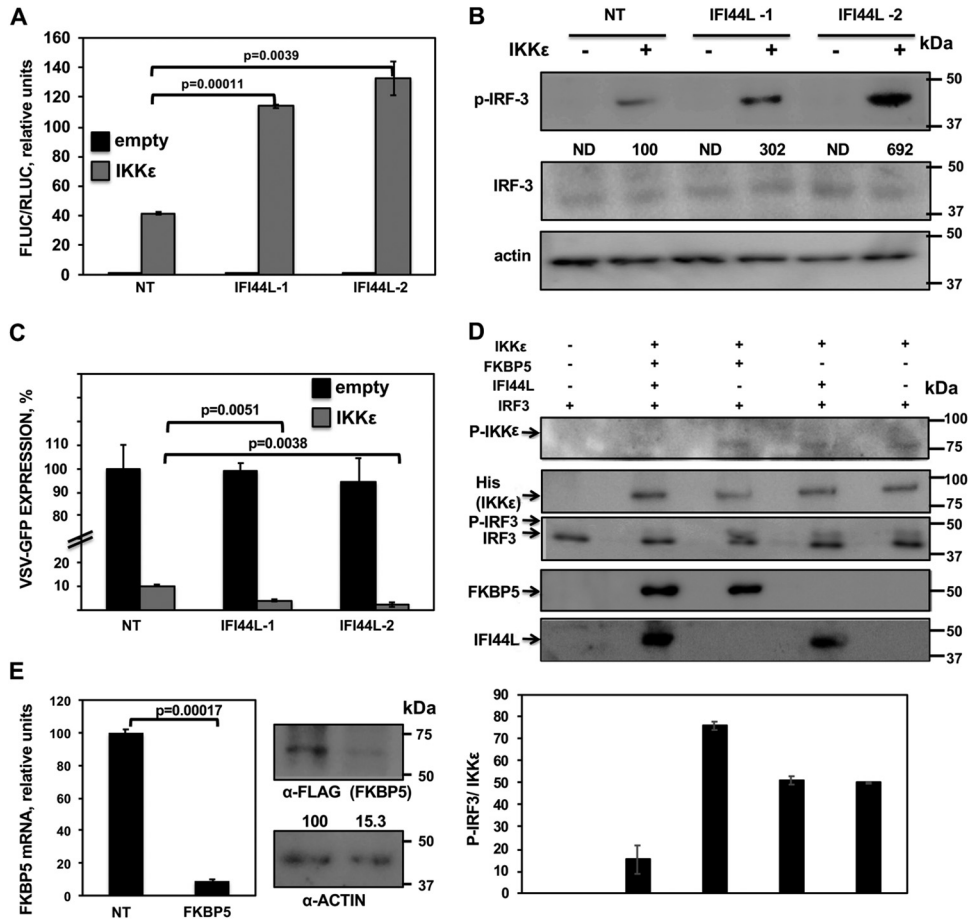 A
FLUC/RLUC, relative units
160
140
120
100
80
60
40
20
0
p=0.0039
p=0.00011
empty
IKKε
NT
IFI44L-1
IFI44L-2
B
NT
IFI44L -1
IFI44L -2
IKKε
- + - + - +
kDa
p-IRF-3
50
37
ND 100 ND 302 ND 692
IRF-3
50
37
actin
50
37
C
VSV-GFP EXPRESSION, %
110
100
90
80
20
10
0
empty
IKKε
p=0.0051
p=0.0038
NT
IFI44L-1
IFI44L-2
D
IKKε - + + + +
FKBP5 - + + - -
IFI44L - + - + -
IRF3 + + + + +
kDa
P-IKKε
100
75
His
(IKKε)
100
75
P-IRF3
IRF3
50
37
FKBP5
50
IFI44L
50
37
P-IRF3/ IKKε
90
80
70
60
50
40
30
20
10
0
E
FKBP5 mRNA, relative units
120
100
80
60
40
20
10
0
p=0.00017
NT
FKBP5
kDa
75
50
α-FLAG (FKBP5)
100 15.3
50
37
α-ACTIN